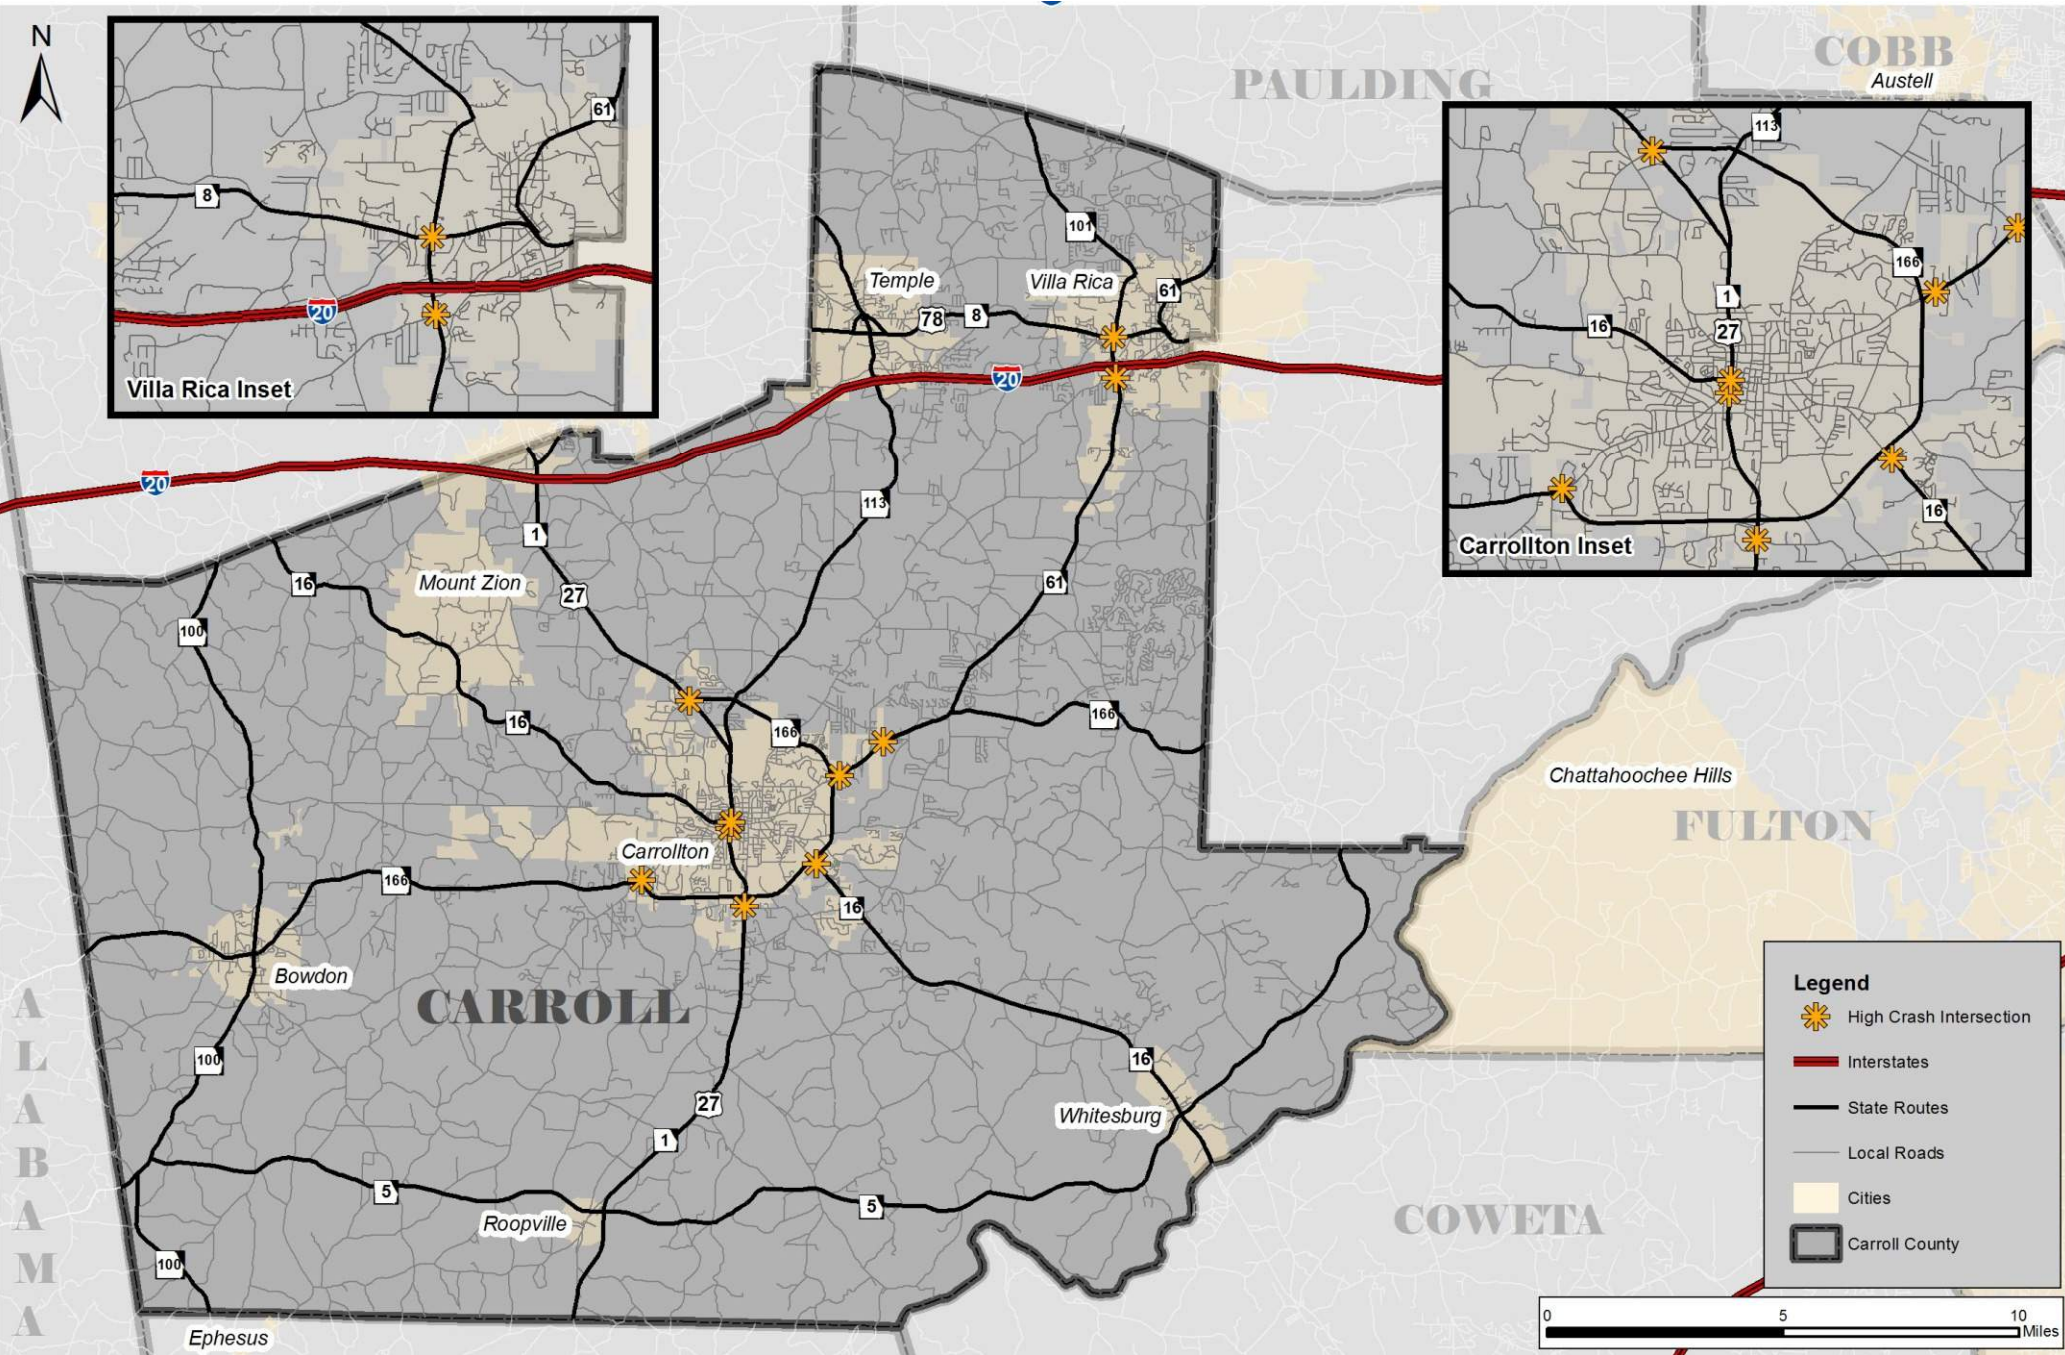 N
61
8
20
Villa Rica Inset
PAULDING
COBB
Austell
113
166
1
16
27
16
Carrollton Inset
101
Temple
Villa Rica
61
78
8
20
20
113
1
16
Mount Zion
27
61
100
16
166
166
Chattahoochee Hills
FULTON
Carrollton
166
16
Bowdon
CARROLL
100
16
27
Whitesburg
1
5
5
Roopville
COWETA
100
Ephesus
ALABAMA
Legend
High Crash Intersection
Interstates
State Routes
Local Roads
Cities
Carroll County
0 5 10
Miles